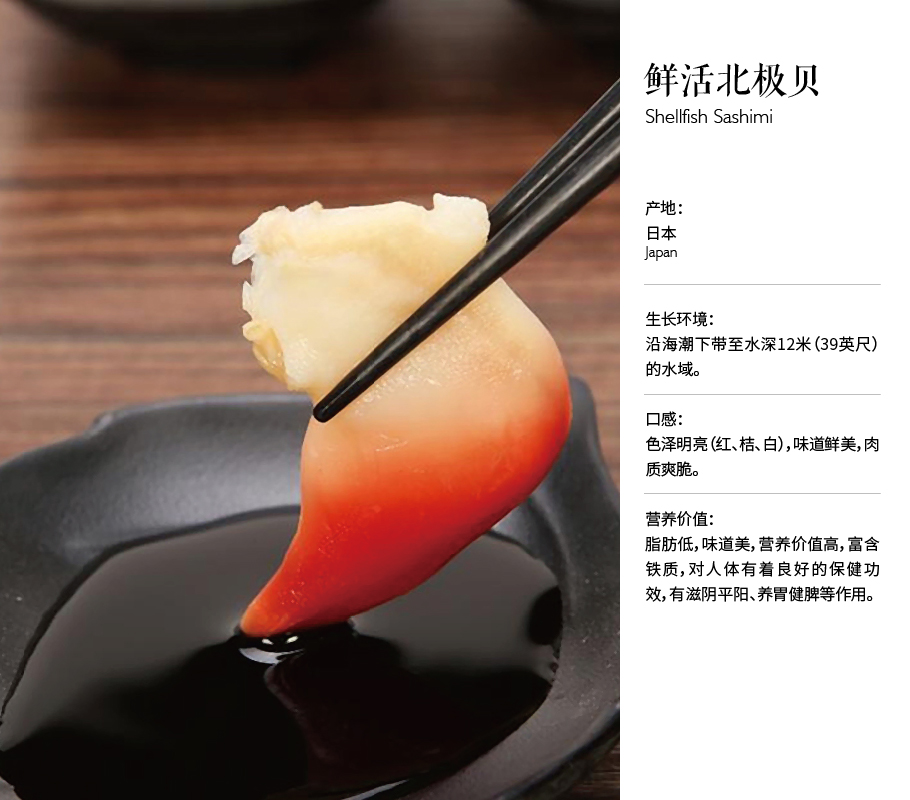 鲜活北极贝
Shellfish Sashimi
产地：
日本
Japan
生长环境：
沿海潮下带至水深12米（39英尺）
的水域。
口感：
色泽明亮（红、桔、白），味道鲜美，肉
质爽脆。
营养价值：
脂肪低，味道美，营养价值高，富含
铁质，对人体有着良好的保健功
效，有滋阴平阳、养胃健脾等作用。